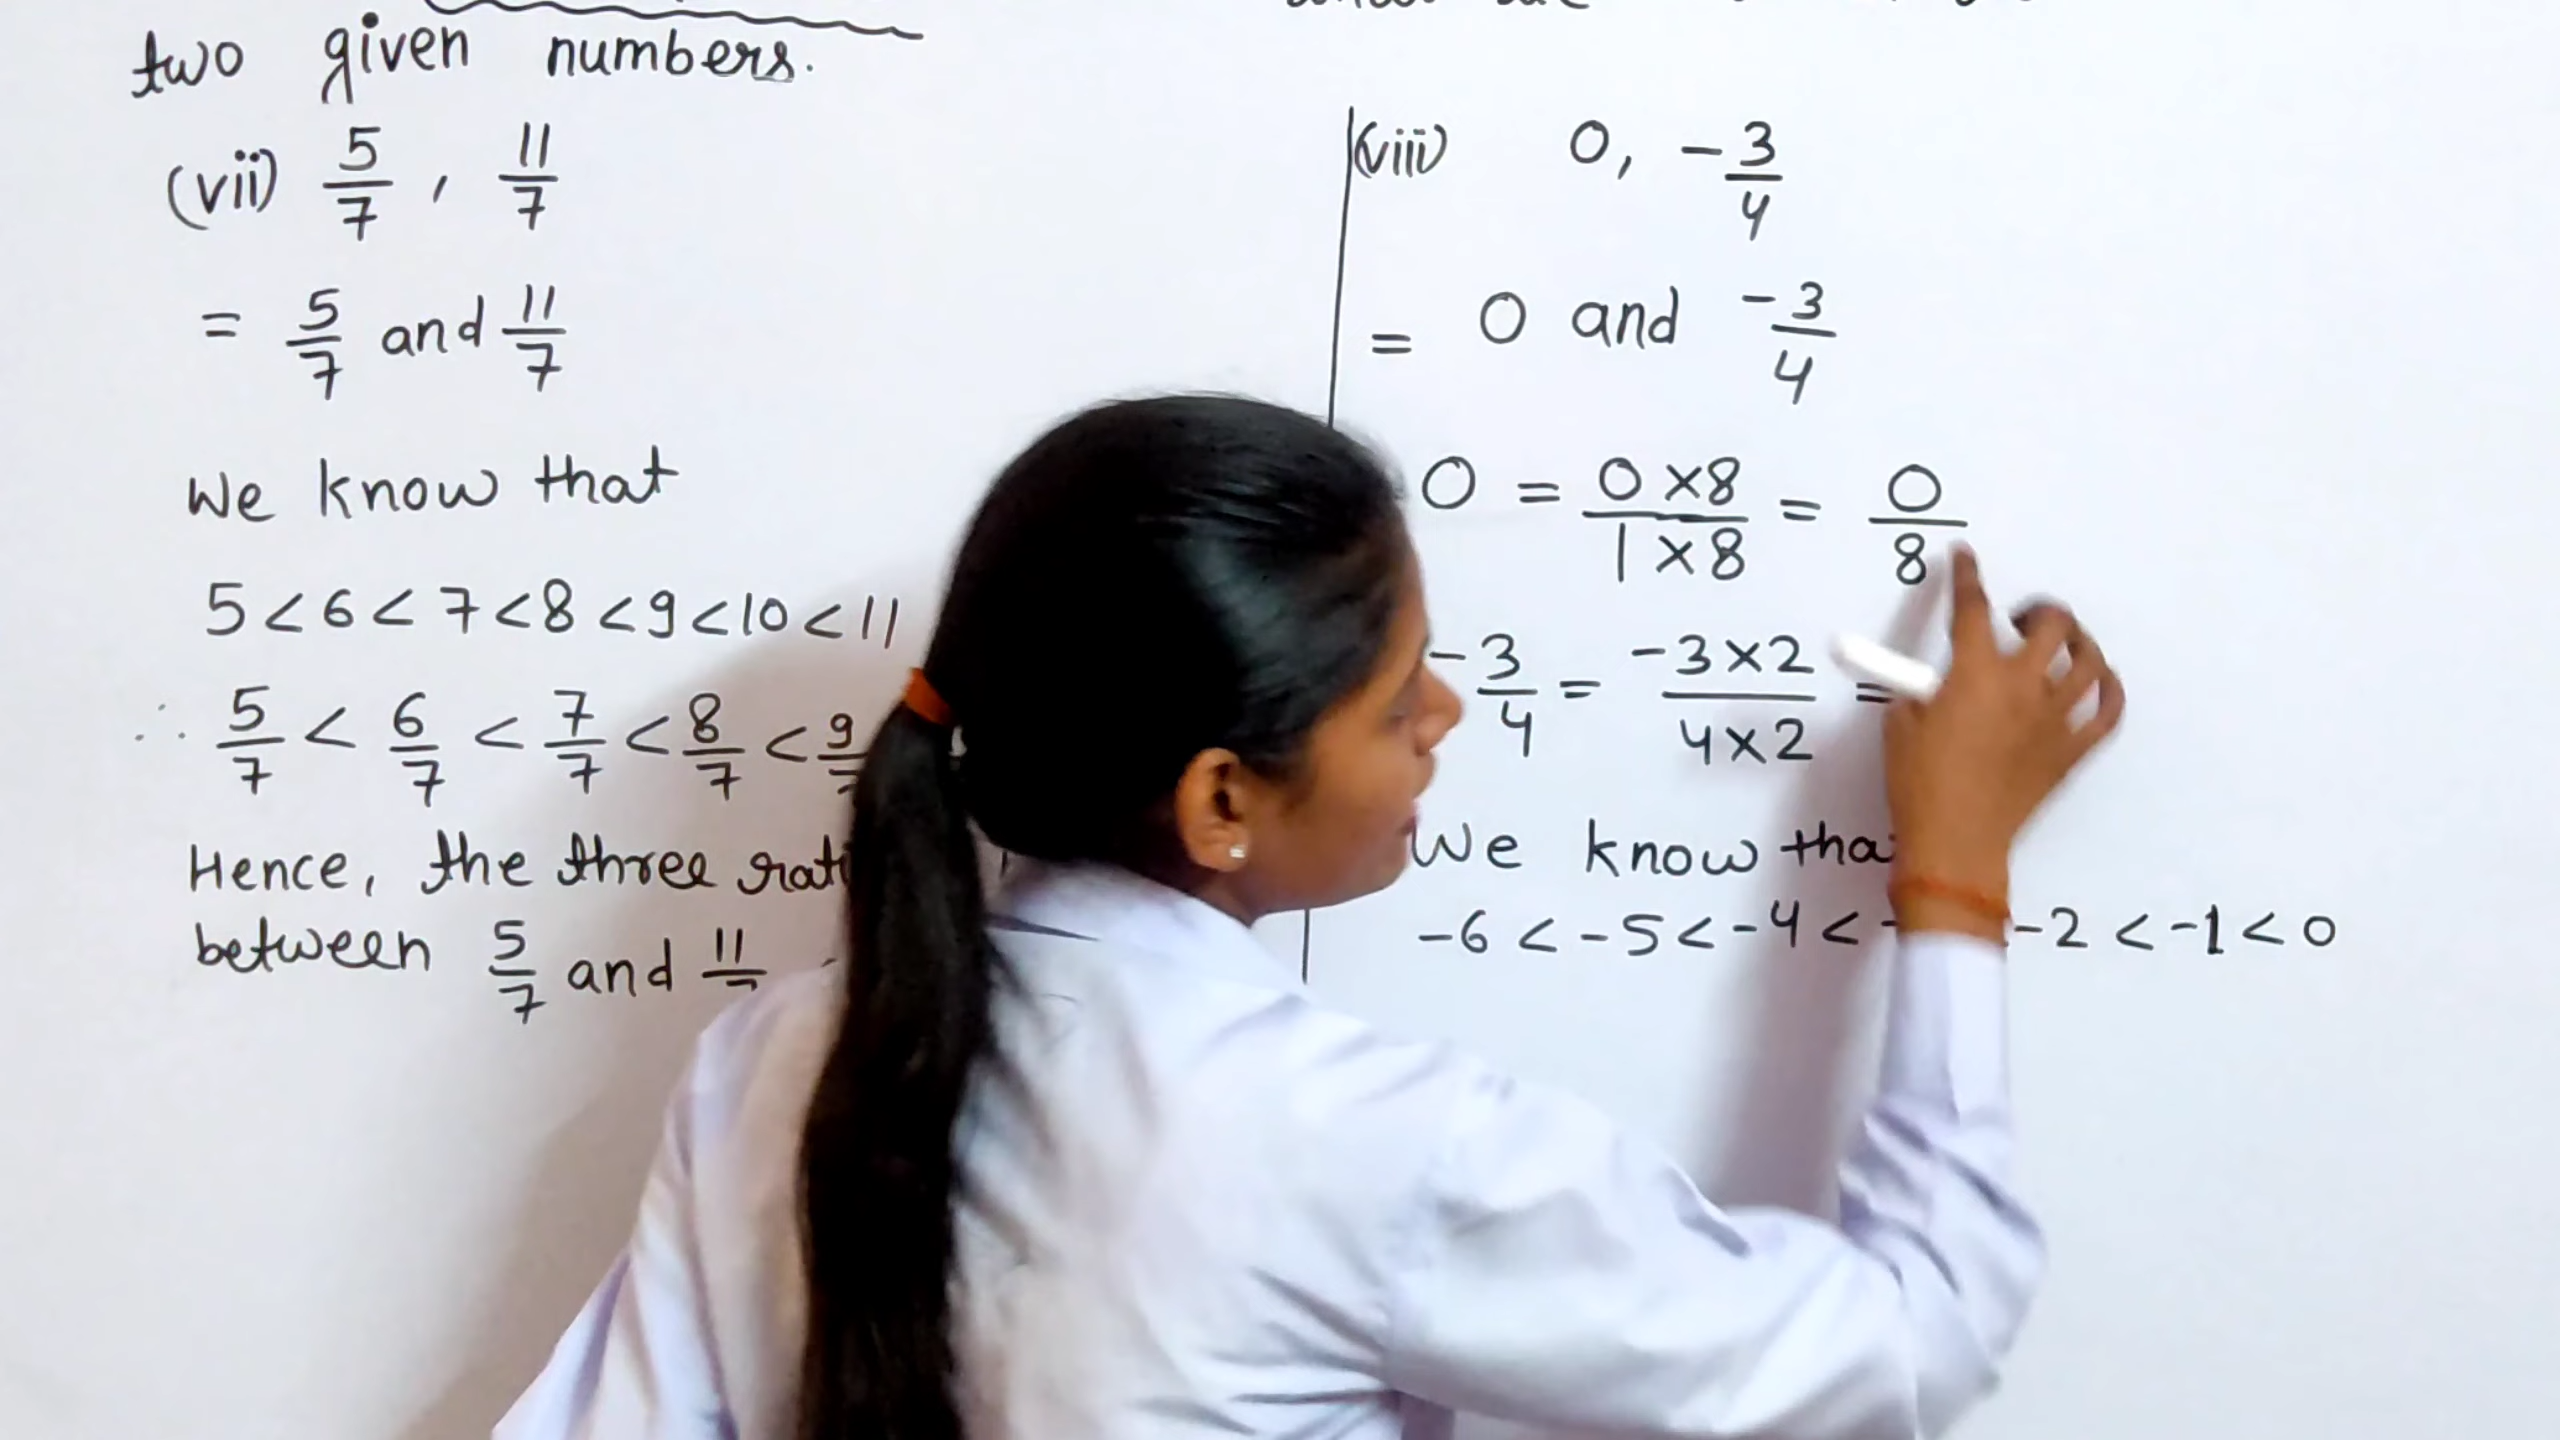 two given numbers.
(vii) 5/7 , 11/7
= 5/7 and 11/7
We know that
5 < 6 < 7 < 8 < 9 < 10 < 11
∴ 5/7 < 6/7 < 7/7 < 8/7 < 9
Hence, the three
between 5/7 and 11
(viii) 0, -3/4
= 0 and -3/4
0 = 0 ×8/1 ×8 = 0/8
-3/4 = -3×2/4×2 =
We know
-6 < -5 < -4 < -2 < -1 < 0